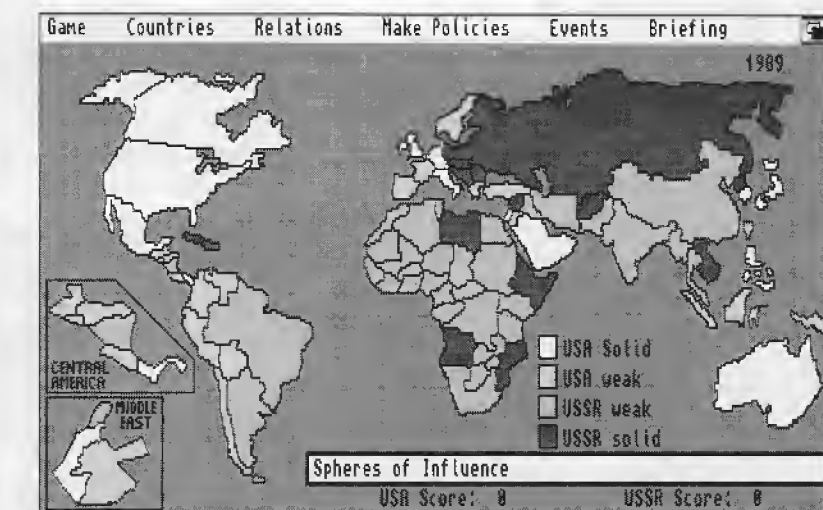 Game Countries Relations Make Policies Events Briefing
1989
USA Solid
USA weak
USSR weak
USSR solid
CENTRAL
AMERICA
MIDDLE
EAST
Spheres of Influence
USA Score: 0 USSR Score: 0